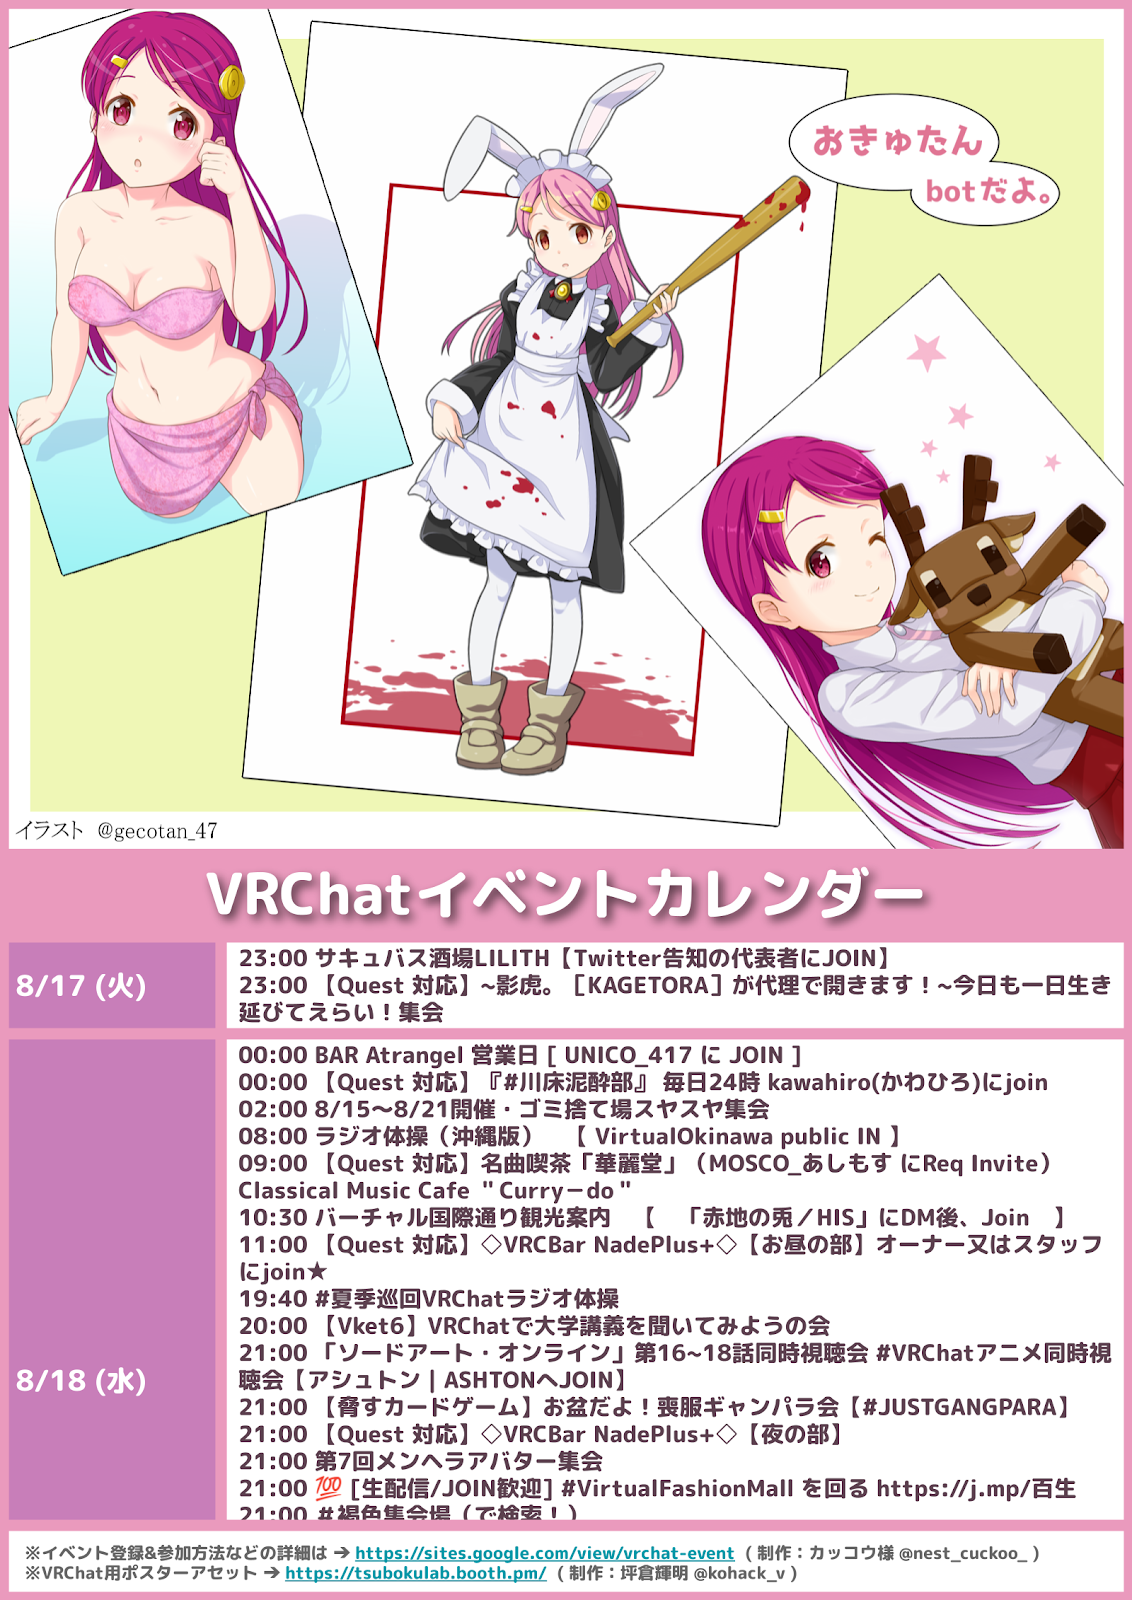 おきゅたん
botだよ。
イラスト @gecotan_47
VRChatイベントカレンダー
8/17 (火)
23:00 サキュバス酒場LILITH【Twitter告知の代表者にJOIN】
23:00 【Quest 対応】~影虎。［KAGETORA］が代理で開きます！~今日も一日生き
延びてえらい！集会
8/18 (水)
00:00 BAR Atrangel 営業日 [ UNICO_417 に JOIN ]
00:00 【Quest 対応】『#川床泥酔部』 毎日24時 kawahiro(かわひろ)にjoin
02:00 8/15～8/21開催・ゴミ捨て場スヤスヤ集会
08:00 ラジオ体操（沖縄版）　【 VirtualOkinawa public IN 】
09:00 【Quest 対応】名曲喫茶「華麗堂」（MOSCO_あしもす にReq Invite）
Classical Music Cafe ＂Curry－do＂
10:30 バーチャル国際通り観光案内　【　「赤地の兎／HIS」にDM後、Join　】
11:00 【Quest 対応】◇VRCBar NadePlus+◇【お昼の部】オーナー又はスタッフ
にjoin★
19:40 #夏季巡回VRChatラジオ体操
20:00 【Vket6】VRChatで大学講義を聞いてみようの会
21:00 「ソードアート・オンライン」第16~18話同時視聴会 #VRChatアニメ同時視
聴会【アシュトン | ASHTONへJOIN】
21:00 【脅すカードゲーム】お盆だよ！喪服ギャンパラ会【#JUSTGANGPARA】
21:00 【Quest 対応】◇VRCBar NadePlus+◇【夜の部】
21:00 第7回メンヘラアバター集会
21:00 💯 [生配信/JOIN歓迎] #VirtualFashionMall を回る https://j.mp/百生
21:00 ＃褐色集会場（で検索！）
※イベント登録&参加方法などの詳細は ➔ https://sites.google.com/view/vrchat-event （ 制作：カッコウ様 @nest_cuckoo_ ）
※VRChat用ポスターアセット ➔ https://tsubokulab.booth.pm/ （ 制作：坪倉輝明 @kohack_v ）